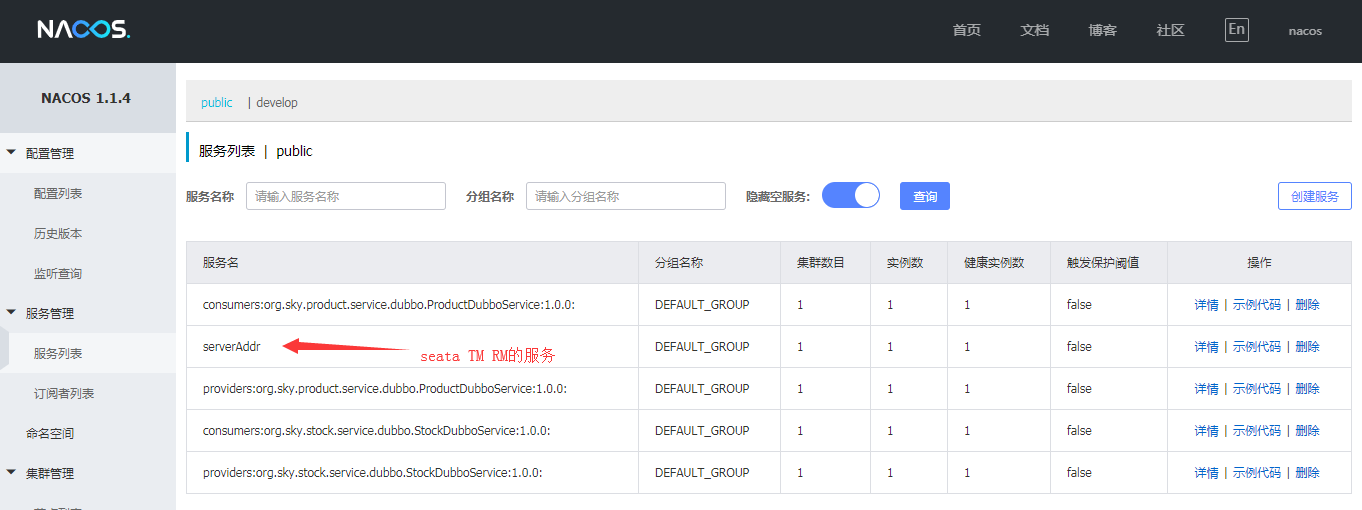 NACOS.
首页 文档 博客 社区 En nacos
NACOS 1.1.4
配置管理
配置列表
历史版本
监听查询
服务管理
服务列表
订阅者列表
命名空间
集群管理
public | develop
服务列表 | public
服务名称 请输入服务名称 分组名称 请输入分组名称 隐藏空服务: 查询 创建服务
服务名 分组名称 集群数目 实例数 健康实例数 触发保护阈值 操作
consumers:org.sky.product.service.dubbo.ProductDubboService:1.0.0: DEFAULT_GROUP 1 1 1 false 详情 | 示例代码 | 删除
serverAddr DEFAULT_GROUP 1 1 1 false 详情 | 示例代码 | 删除
seata TM RM的服务
providers:org.sky.product.service.dubbo.ProductDubboService:1.0.0: DEFAULT_GROUP 1 1 1 false 详情 | 示例代码 | 删除
consumers:org.sky.stock.service.dubbo.StockDubboService:1.0.0: DEFAULT_GROUP 1 1 1 false 详情 | 示例代码 | 删除
providers:org.sky.stock.service.dubbo.StockDubboService:1.0.0: DEFAULT_GROUP 1 1 1 false 详情 | 示例代码 | 删除